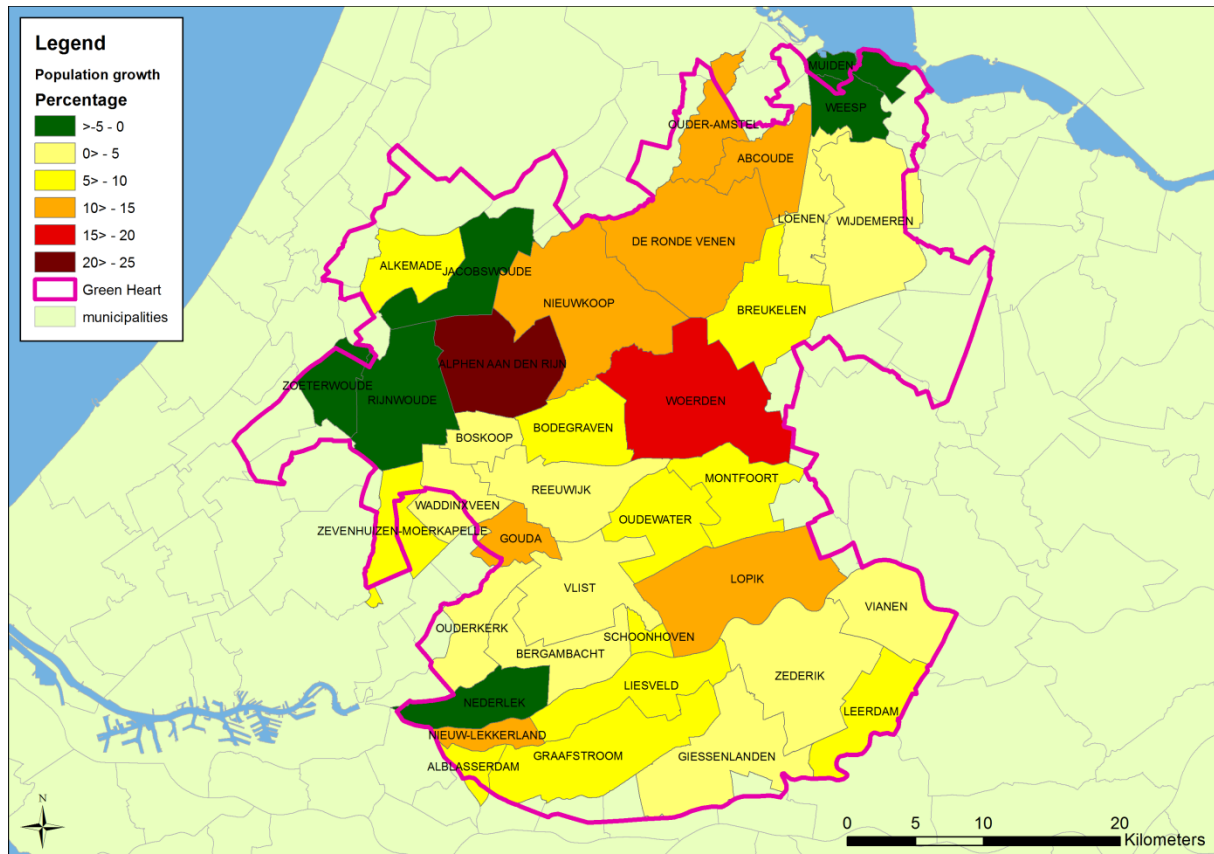 Legend
Population growth
Percentage
>-5 - 0
0> - 5
5> - 10
10> - 15
15> - 20
20> - 25
Green Heart
municipalities
MUIDEN
WEESP
OUDER-AMSTEL
ABCOUDE
LOENEN
WIJDEMEREN
DE RONDE VENEN
ALKEMADE
JACOBSWOUDE
NIEUWKOOP
BREUKELEN
ALPHEN AAN DEN RIJN
ZOETERWOUDE
RIJNWOUDE
WOERDEN
BODEGRAVEN
BOSKOOP
MONTFOORT
REEUWIJK
WADDINXVEEN
OUDEWATER
ZEVENHUIZEN-MOERKAPELLE
GOUDA
LOPIK
VLIST
VIANEN
OUDERKERK
SCHOONHOVEN
BERGAMBACHT
ZEDERIK
LIESVELD
NEDERLEK
LEERDAM
NIEUW-LEKKERLAND
GRAAFSTROOM
GIESSENLANDEN
ALBLASSERDAM
N
0 5 10 20
Kilometers